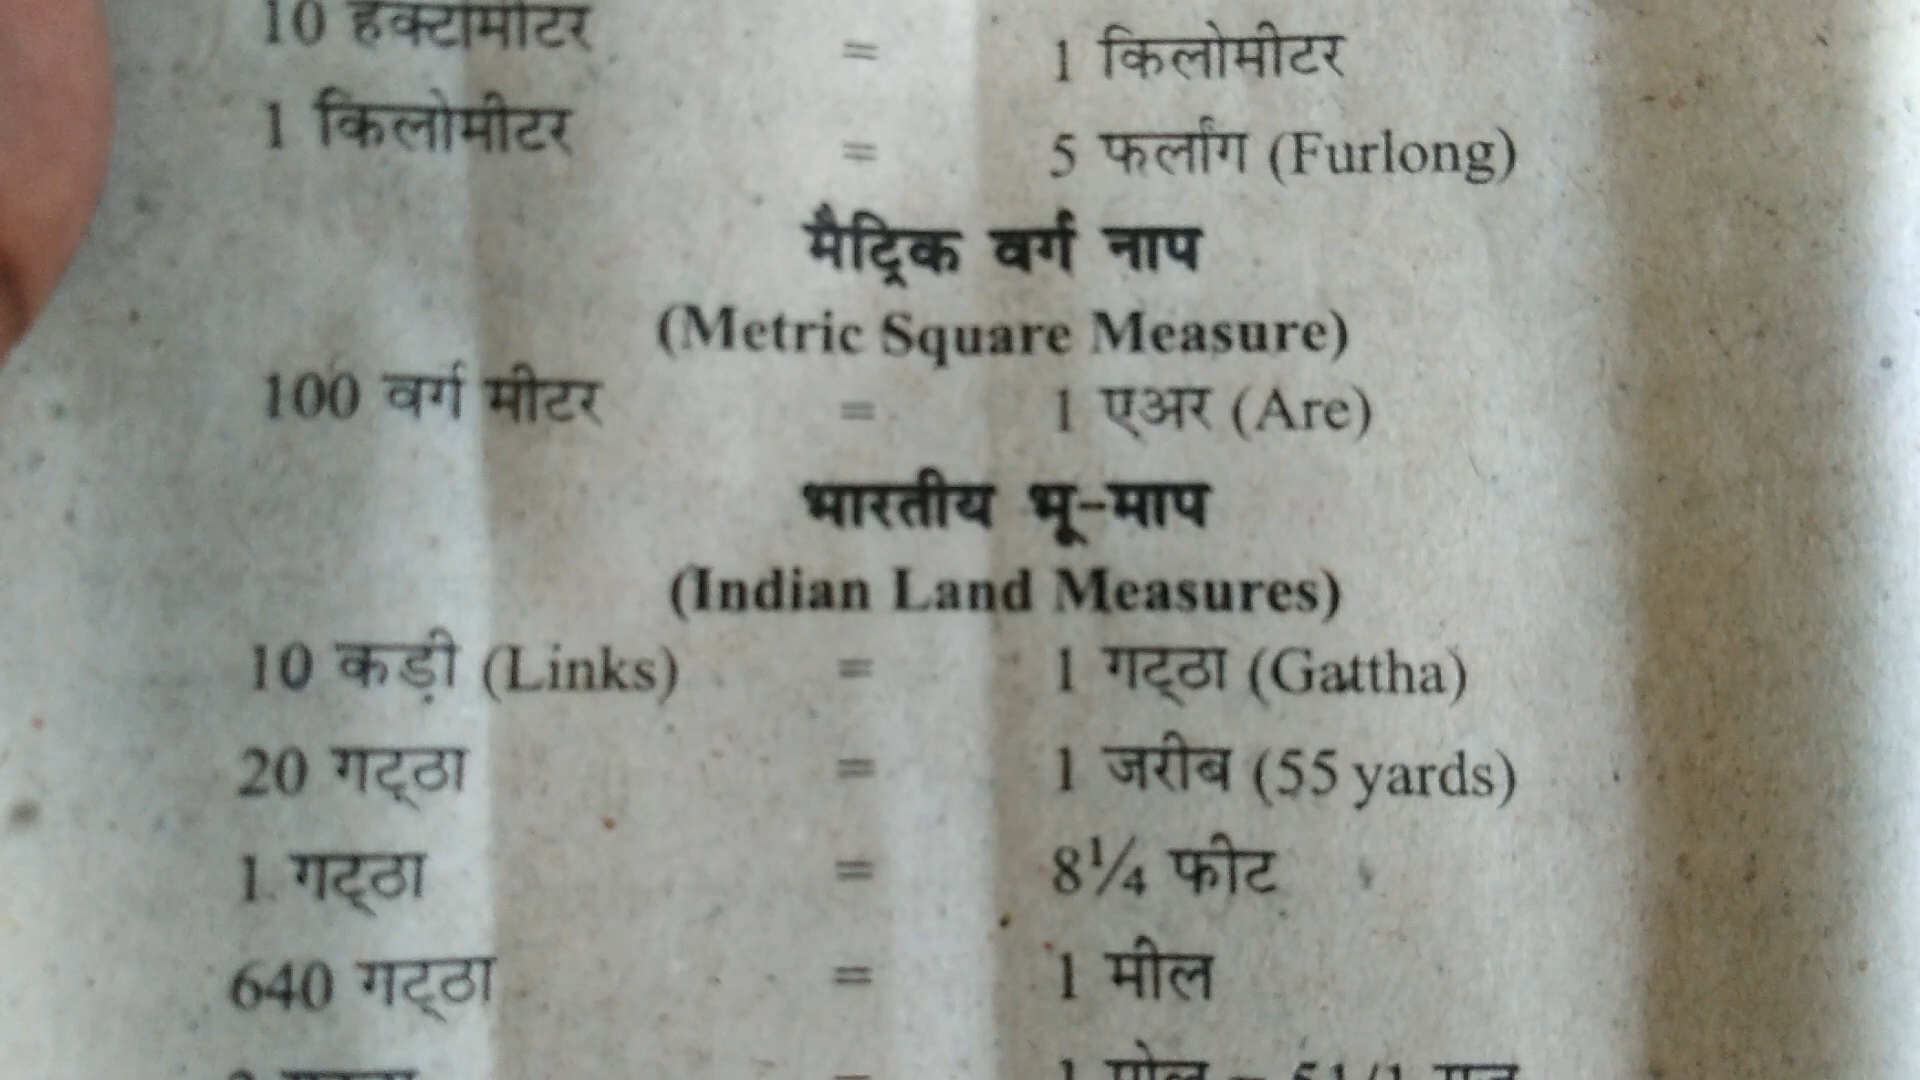 10 हेक्टामीटर = 1 किलोमीटर
1 किलोमीटर = 5 फर्लांग (Furlong)
मैट्रिक वर्ग नाप
(Metric Square Measure)
100 वर्ग मीटर = 1 एअर (Are)
भारतीय भू-माप
(Indian Land Measures)
10 कड़ी (Links) = 1 गट्ठा (Gattha)
20 गट्ठा = 1 जरीब (55 yards)
1 गट्ठा = 8¼ फीट
640 गट्ठा = 1 मील